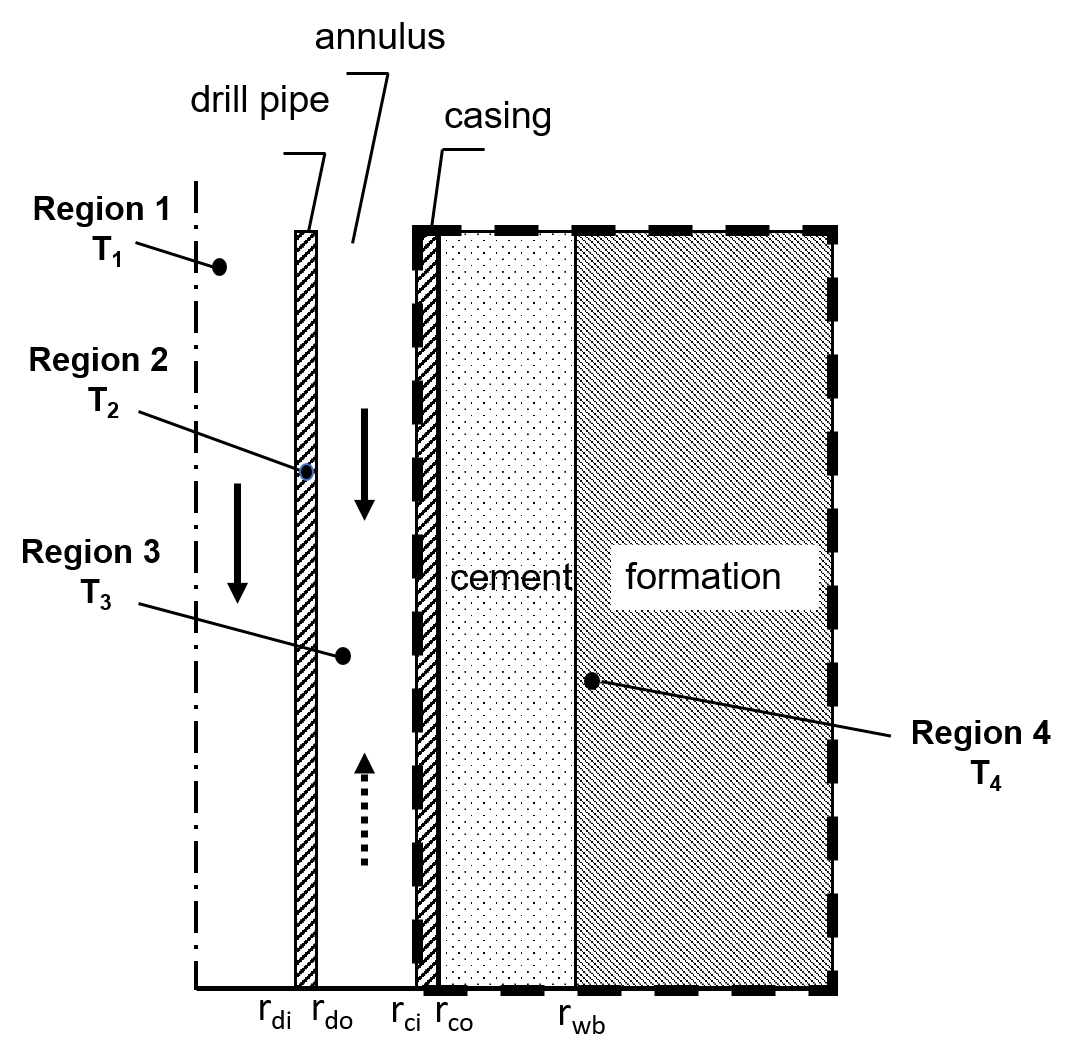 annulus
drill pipe
casing
Region 1
T1
Region 2
T2
Region 3
T3
cement
formation
Region 4
T4
rdi
rdo
rci
rco
rwb